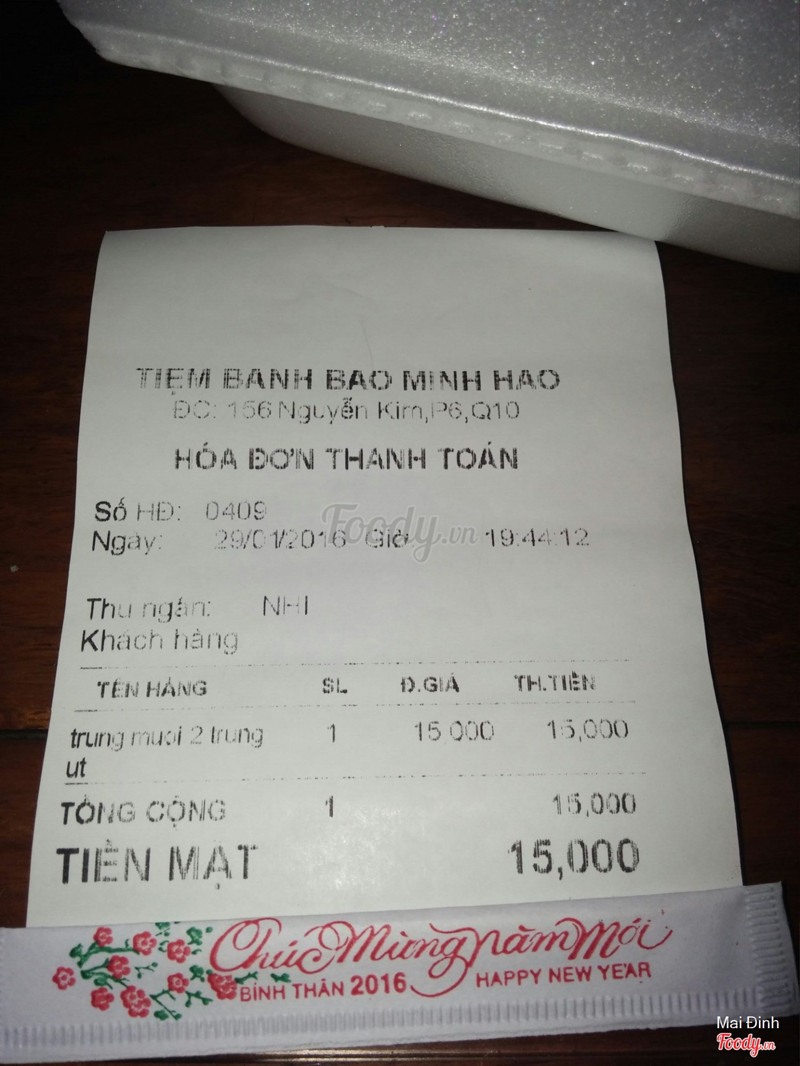 TIỆM BANH BAO MINH HAO
ĐC: 156 Nguyễn Kim,P6,Q10
HÓA ĐƠN THANH TOÁN
Số HĐ: 0409
Ngay: 29/01/2016 Giờ 19:44:12
Foody.vn
Thu ngân: NHI
Khách hàng
TÊN HÀNG SL Đ.GIÁ TH.TIỀN
trung muoi 2 trung 1 15 000 15,000
ut
TỔNG CỘNG 1 15,000
TIỀN MẶT 15,000
Chúc Mừng năm Mới
BÍNH THÂN 2016 HAPPY NEW YEAR
Mai Đinh
Foody.vn